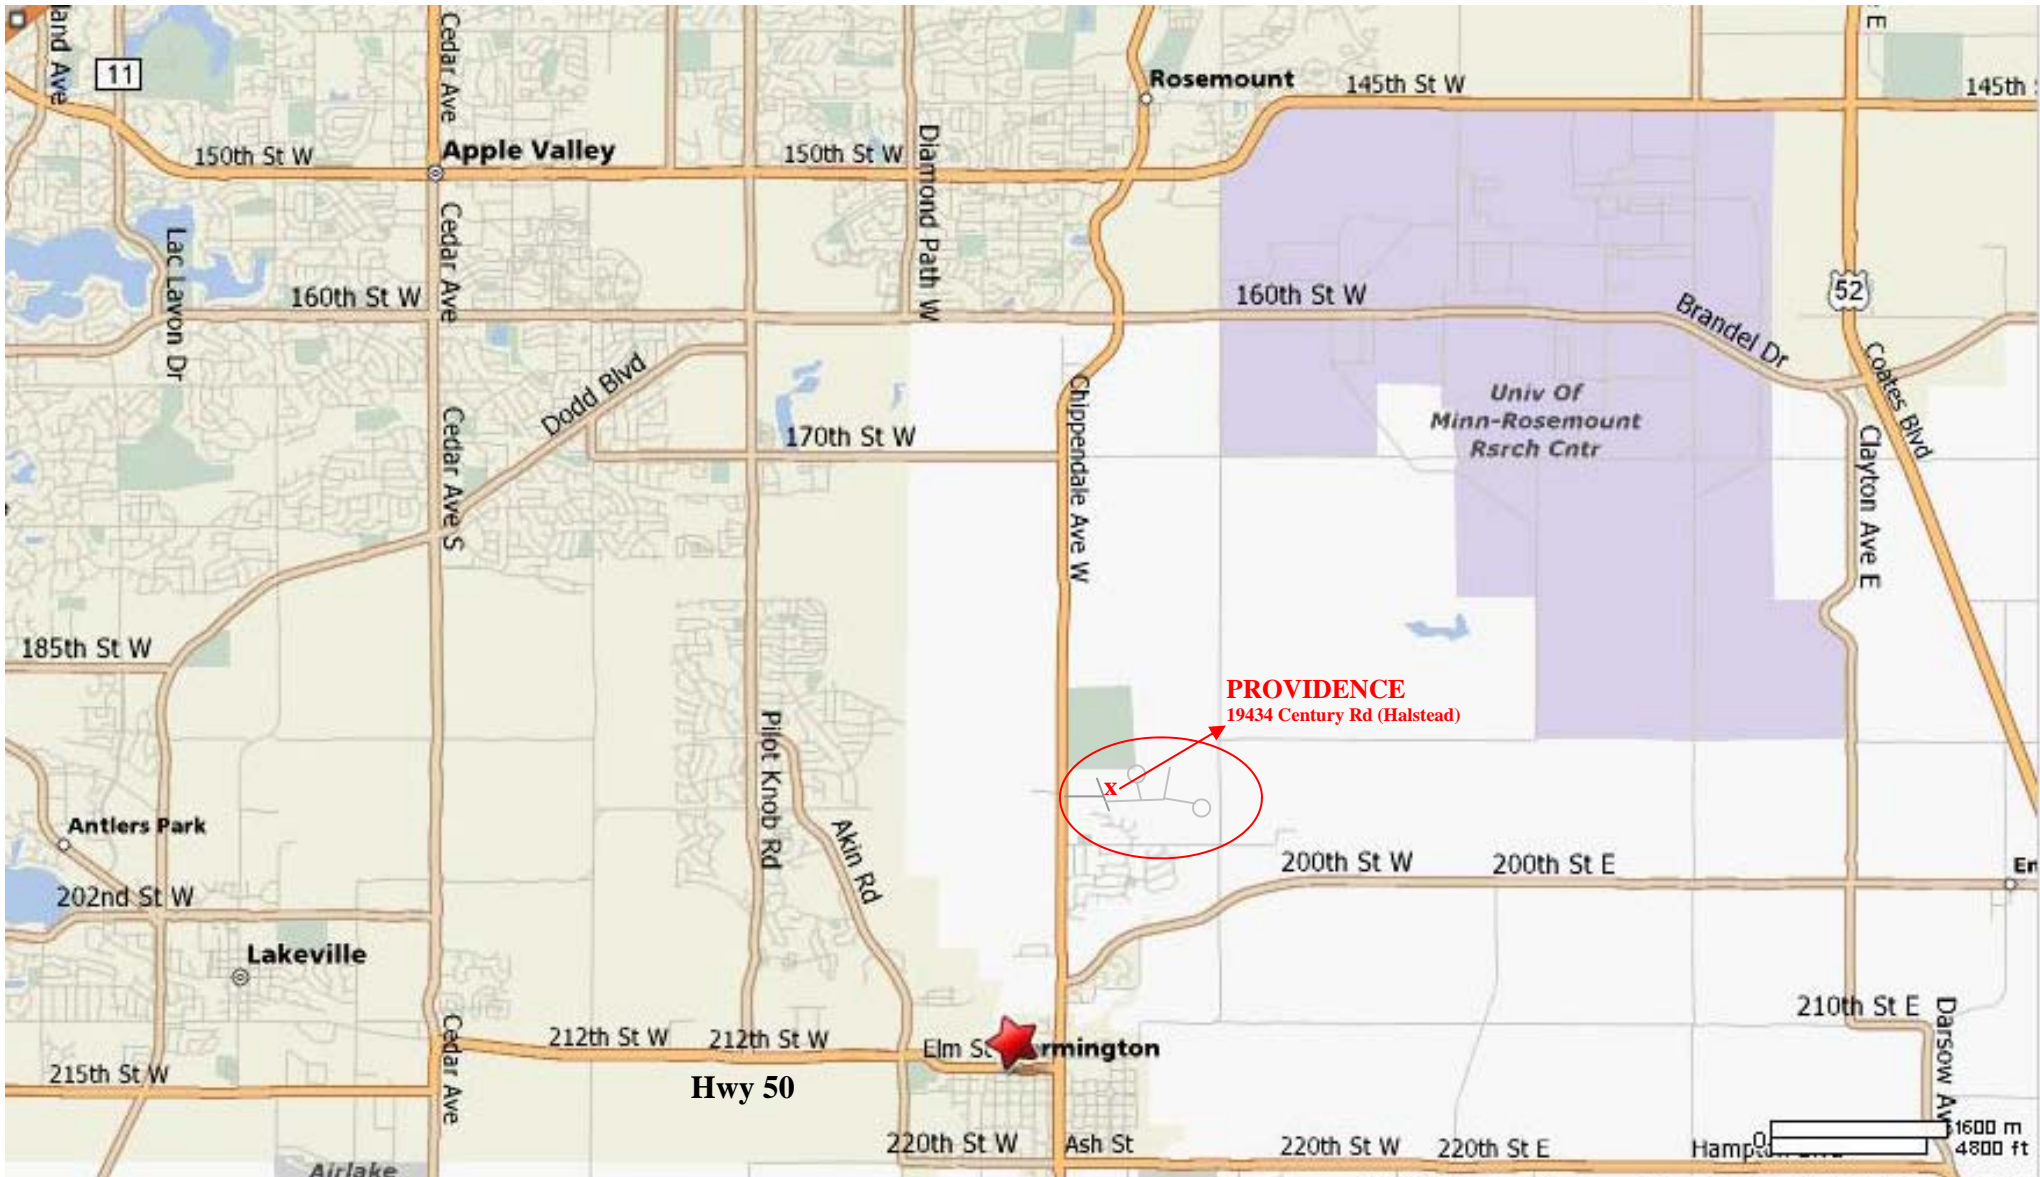 land Ave
11
Cedar Ave
E
Rosemount
145th St W
145th
150th St W
Apple Valley
150th St W
Diamond Path W
Lac Lavon Dr
Cedar Ave
160th St W
160th St W
Brandel Dr
52
Coates Blvd
Dodd Blvd
Chippendale Ave W
Univ Of
Minn-Rosemount
Rsrch Cntr
Cedar Ave S
170th St W
Clayton Ave E
185th St W
PROVIDENCE
19434 Century Rd (Halstead)
Pilot Knob Rd
x
Antlers Park
Akin Rd
200th St W
200th St E
En
202nd St W
Lakeville
210th St E
Darsow Av
Cedar Ave
212th St W
212th St W
Elm St
rmington
215th St W
Hwy 50
220th St W
Ash St
220th St W
220th St E
0
1600 m
4800 ft
Airlake